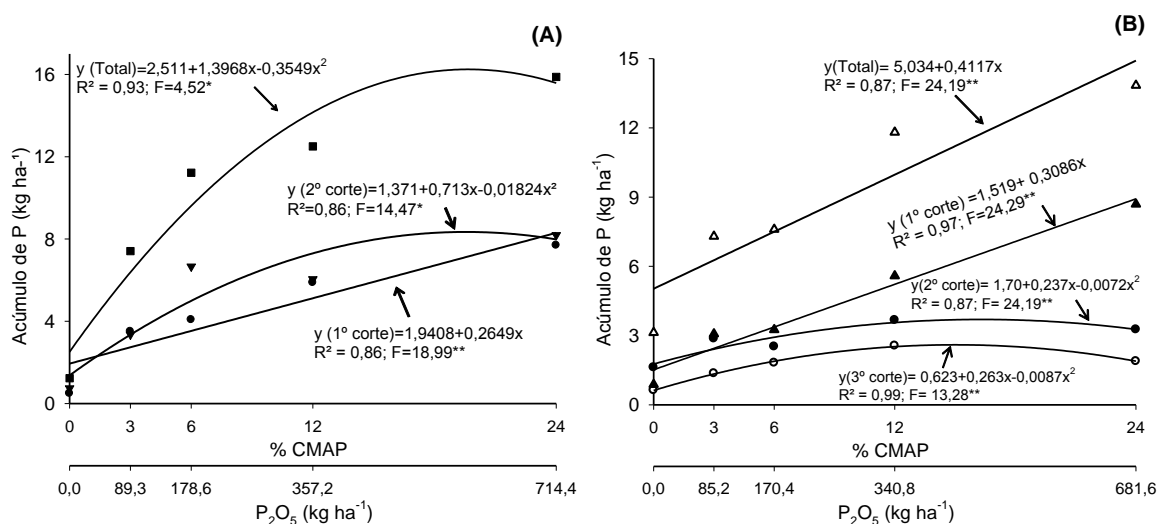 (A)
y (Total)=2,511+1,3968x-0,3549x²
R² = 0,93; F=4,52*
y (2º corte)=1,371+0,713x-0,01824x²
R²=0,86; F=14,47*
y (1º corte)=1,9408+0,2649x
R² = 0,86; F=18,99**
Acúmulo de P (kg ha-¹)
16
12
8
4
0
0 3 6 12 24
% CMAP
0,0 89,3 178,6 357,2 714,4
P₂O₅ (kg ha⁻¹)
(B)
y(Total)= 5,034+0,4117x
R² = 0,87; F= 24,19**
y (1º corte) =1,519+ 0,3086x
R² = 0,97; F=24,29**
y(2º corte)= 1,70+0,237x-0,0072x²
R² = 0,87; F= 24,19**
y(3º corte)= 0,623+0,263x-0,0087x²
R² = 0,99; F= 13,28**
Acúmulo de P (kg ha⁻¹)
15
12
9
6
3
0
0 3 6 12 24
% CMAP
0,0 85,2 170,4 340,8 681,6
P₂O₅ (kg ha⁻¹)